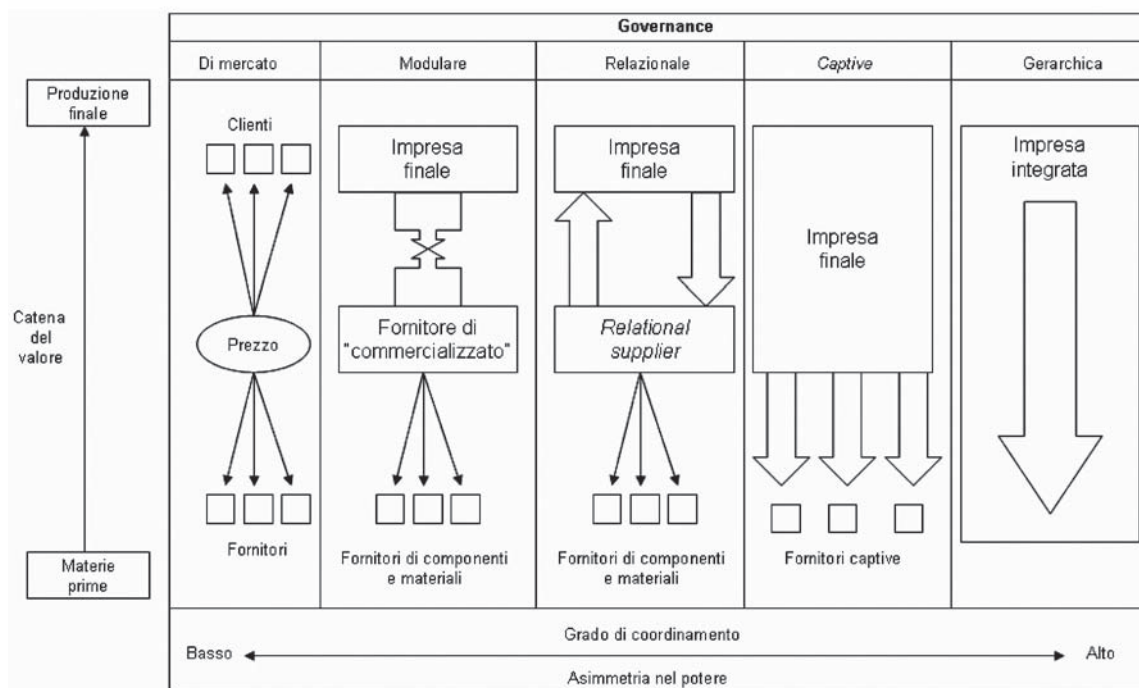 Governance
Di mercato
Modulare
Relazionale
Captive
Gerarchica
Produzione
finale
Catena
del
valore
Materie
prime
Clienti
Prezzo
Fornitori
Impresa
finale
Fornitore di
"commercializzato"
Fornitori di componenti
e materiali
Impresa
finale
Relational
supplier
Fornitori di componenti
e materiali
Impresa
finale
Fornitori captive
Impresa
integrata
Grado di coordinamento
Basso
Alto
Asimmetria nel potere